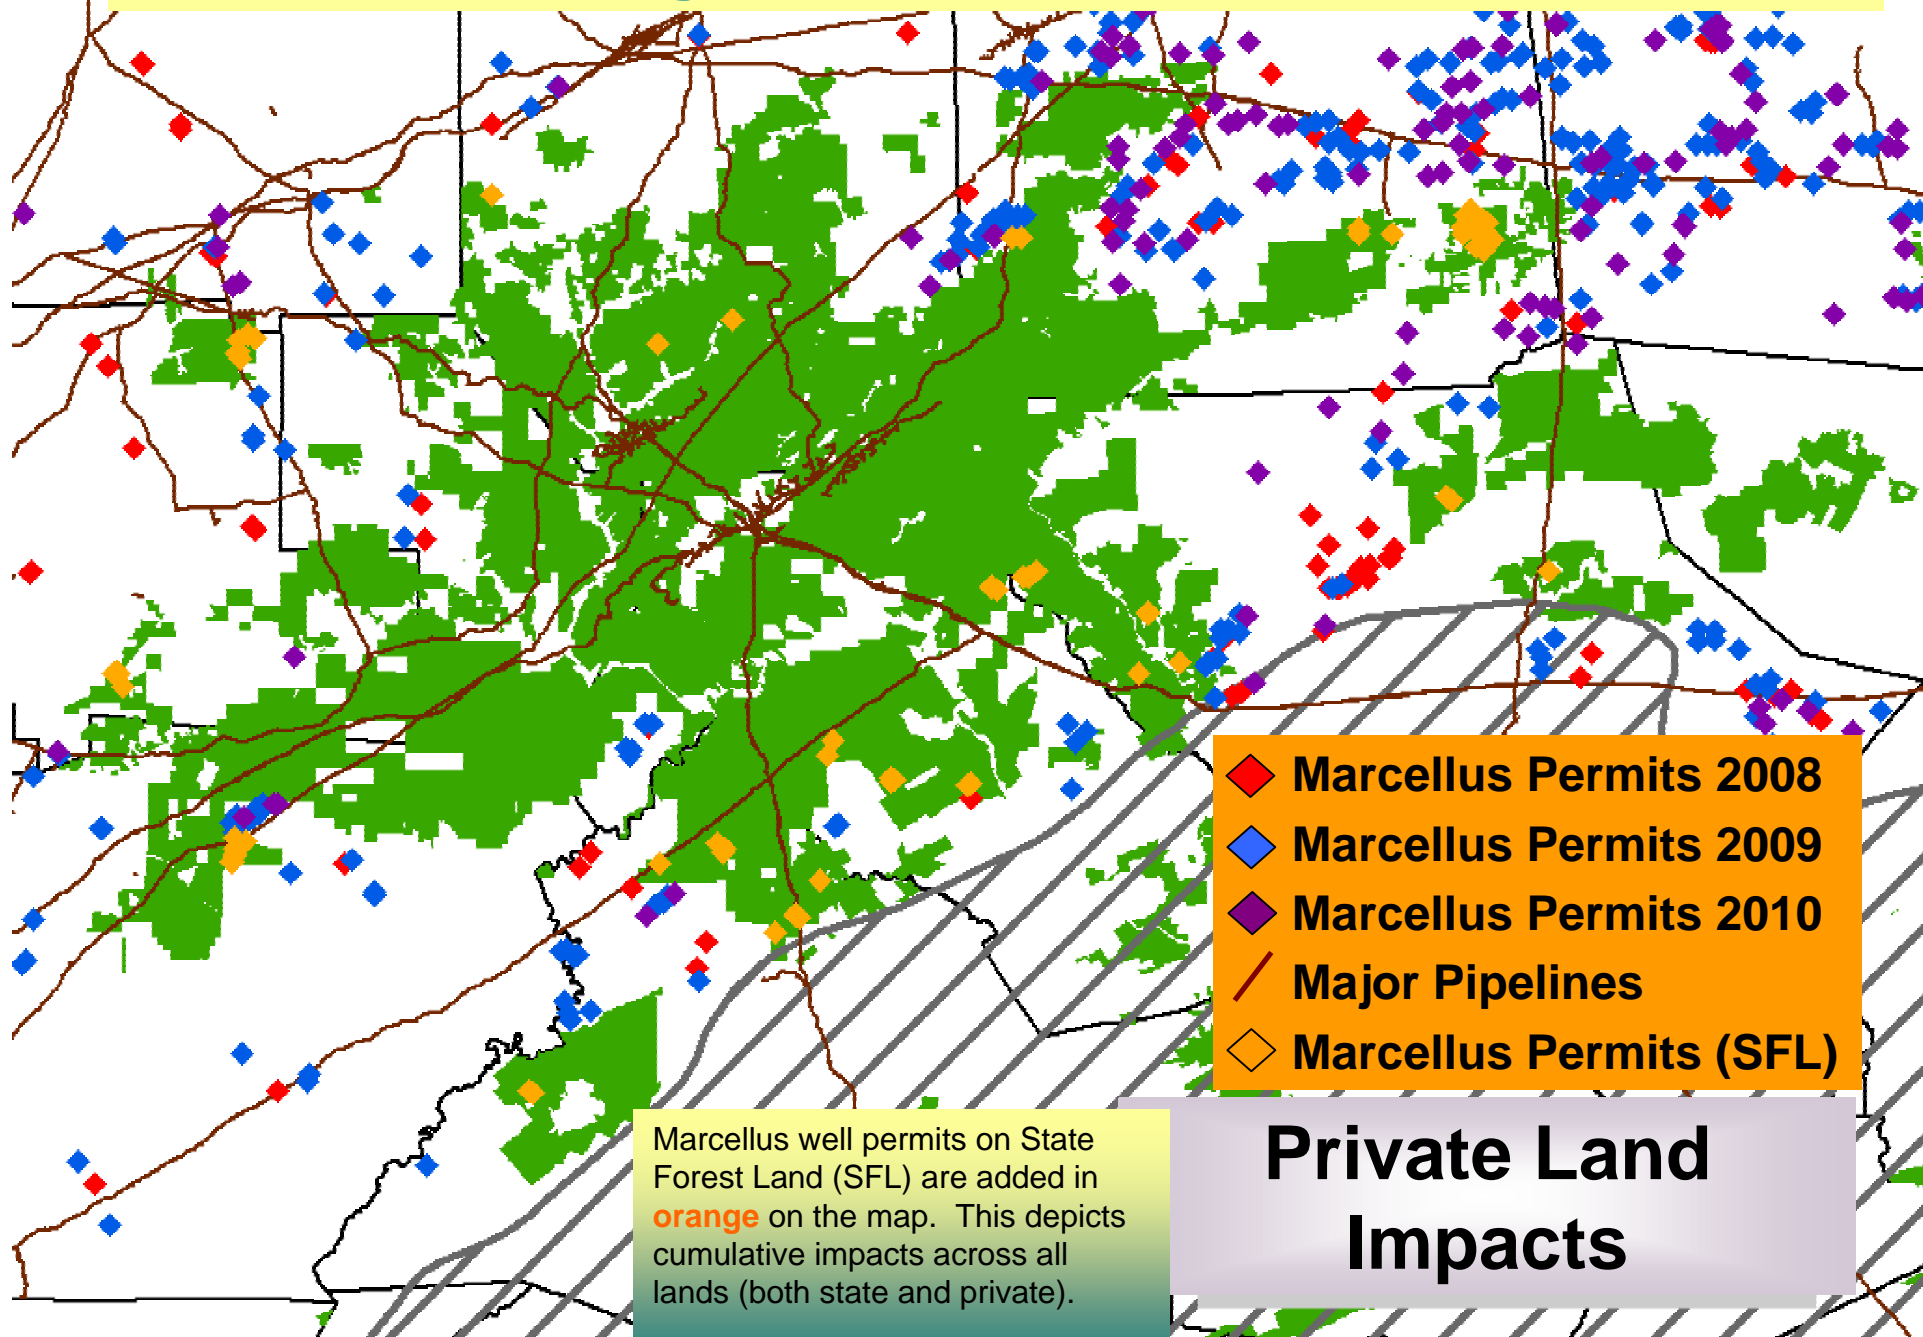 Marcellus Permits 2008
Marcellus Permits 2009
Marcellus Permits 2010
Major Pipelines
Marcellus Permits (SFL)
Marcellus well permits on State
Forest Land (SFL) are added in
orange on the map.  This depicts
cumulative impacts across all
lands (both state and private).
Private Land
Impacts